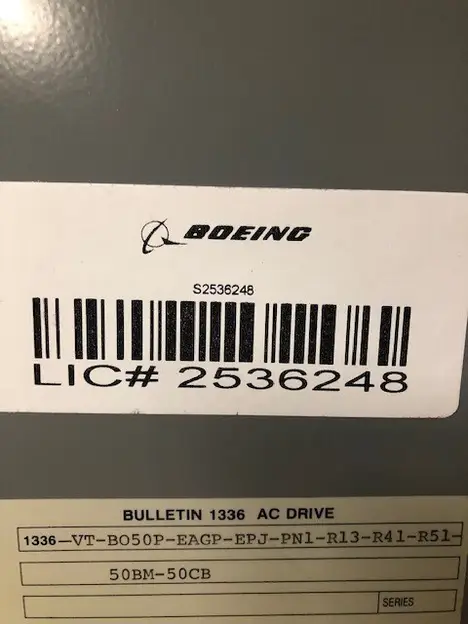 BOEING
S2536248
LIC# 2536248
BULLETIN 1336 AC DRIVE
1336-VT-BO50P-EAGP-EPJ-PN1-R13-R41-R51-
50BM-50CB
SERIES